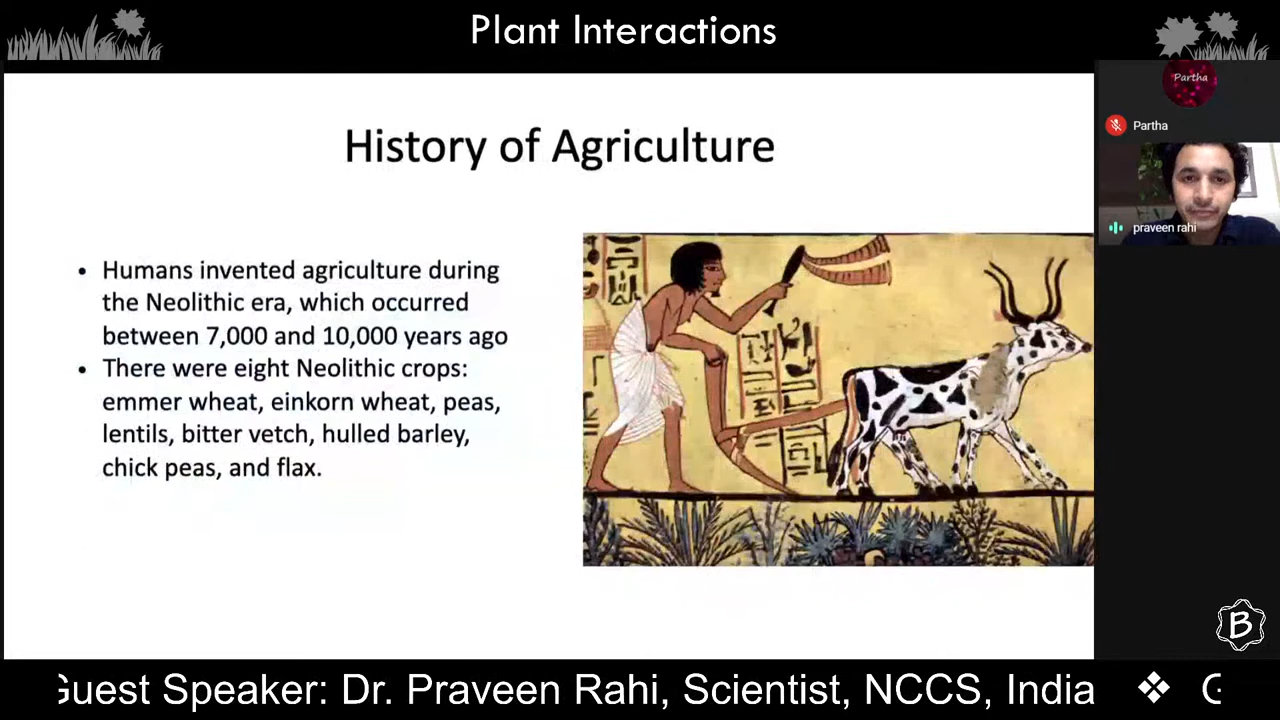 Plant Interactions
Partha
Partha
praveen rahi
History of Agriculture
• Humans invented agriculture during
the Neolithic era, which occurred
between 7,000 and 10,000 years ago
• There were eight Neolithic crops:
emmer wheat, einkorn wheat, peas,
lentils, bitter vetch, hulled barley,
chick peas, and flax.
B
Guest Speaker: Dr. Praveen Rahi, Scientist, NCCS, India ❖ G